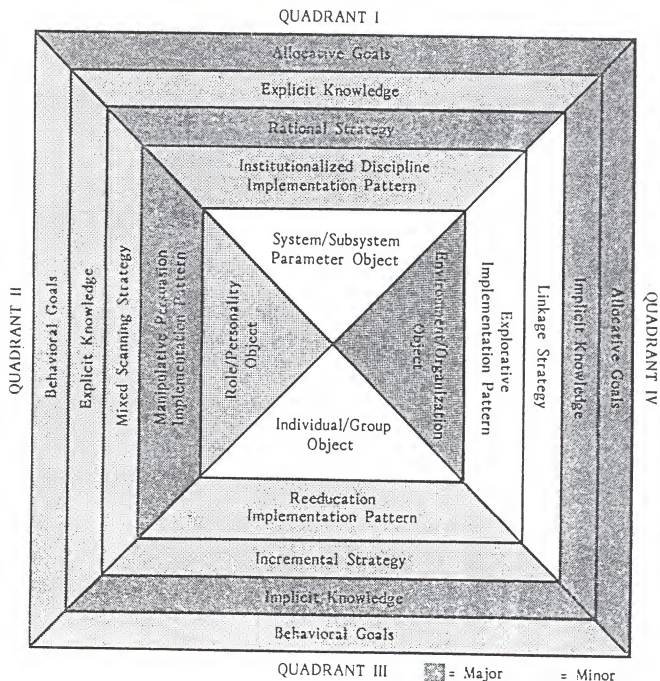 QUADRANT I
Allocative Goals
Explicit Knowledge
Rational Strategy
Institutionalized Discipline
Implementation Pattern
System/Subsystem
Parameter Object
QUADRANT II
Behavioral Goals
Explicit Knowledge
Mixed Scanning Strategy
Manipulative Persuasion
Implementation Pattern
Role/Personality
Object
Environment/Organization
Object
Explorative
Implementation Pattern
Linkage Strategy
Implicit Knowledge
Allocative Goals
QUADRANT IV
Individual/Group
Object
Reeducation
Implementation Pattern
Incremental Strategy
Implicit Knowledge
Behavioral Goals
QUADRANT III
= Major
= Minor